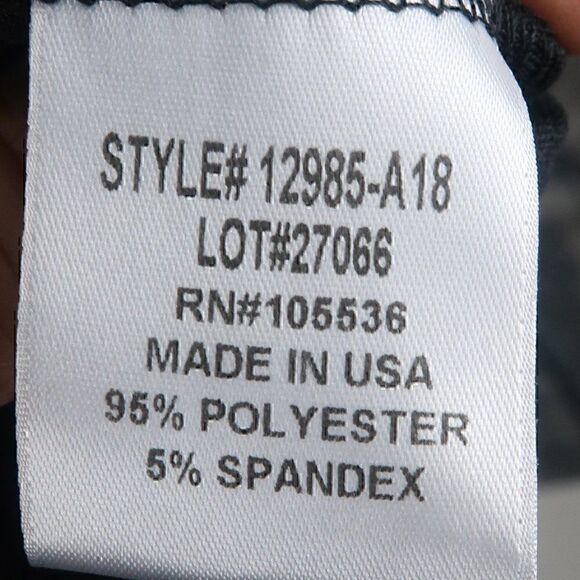 STYLE# 12985-A18
LOT#27066
RN#105536
MADE IN USA
95% POLYESTER
5% SPANDEX